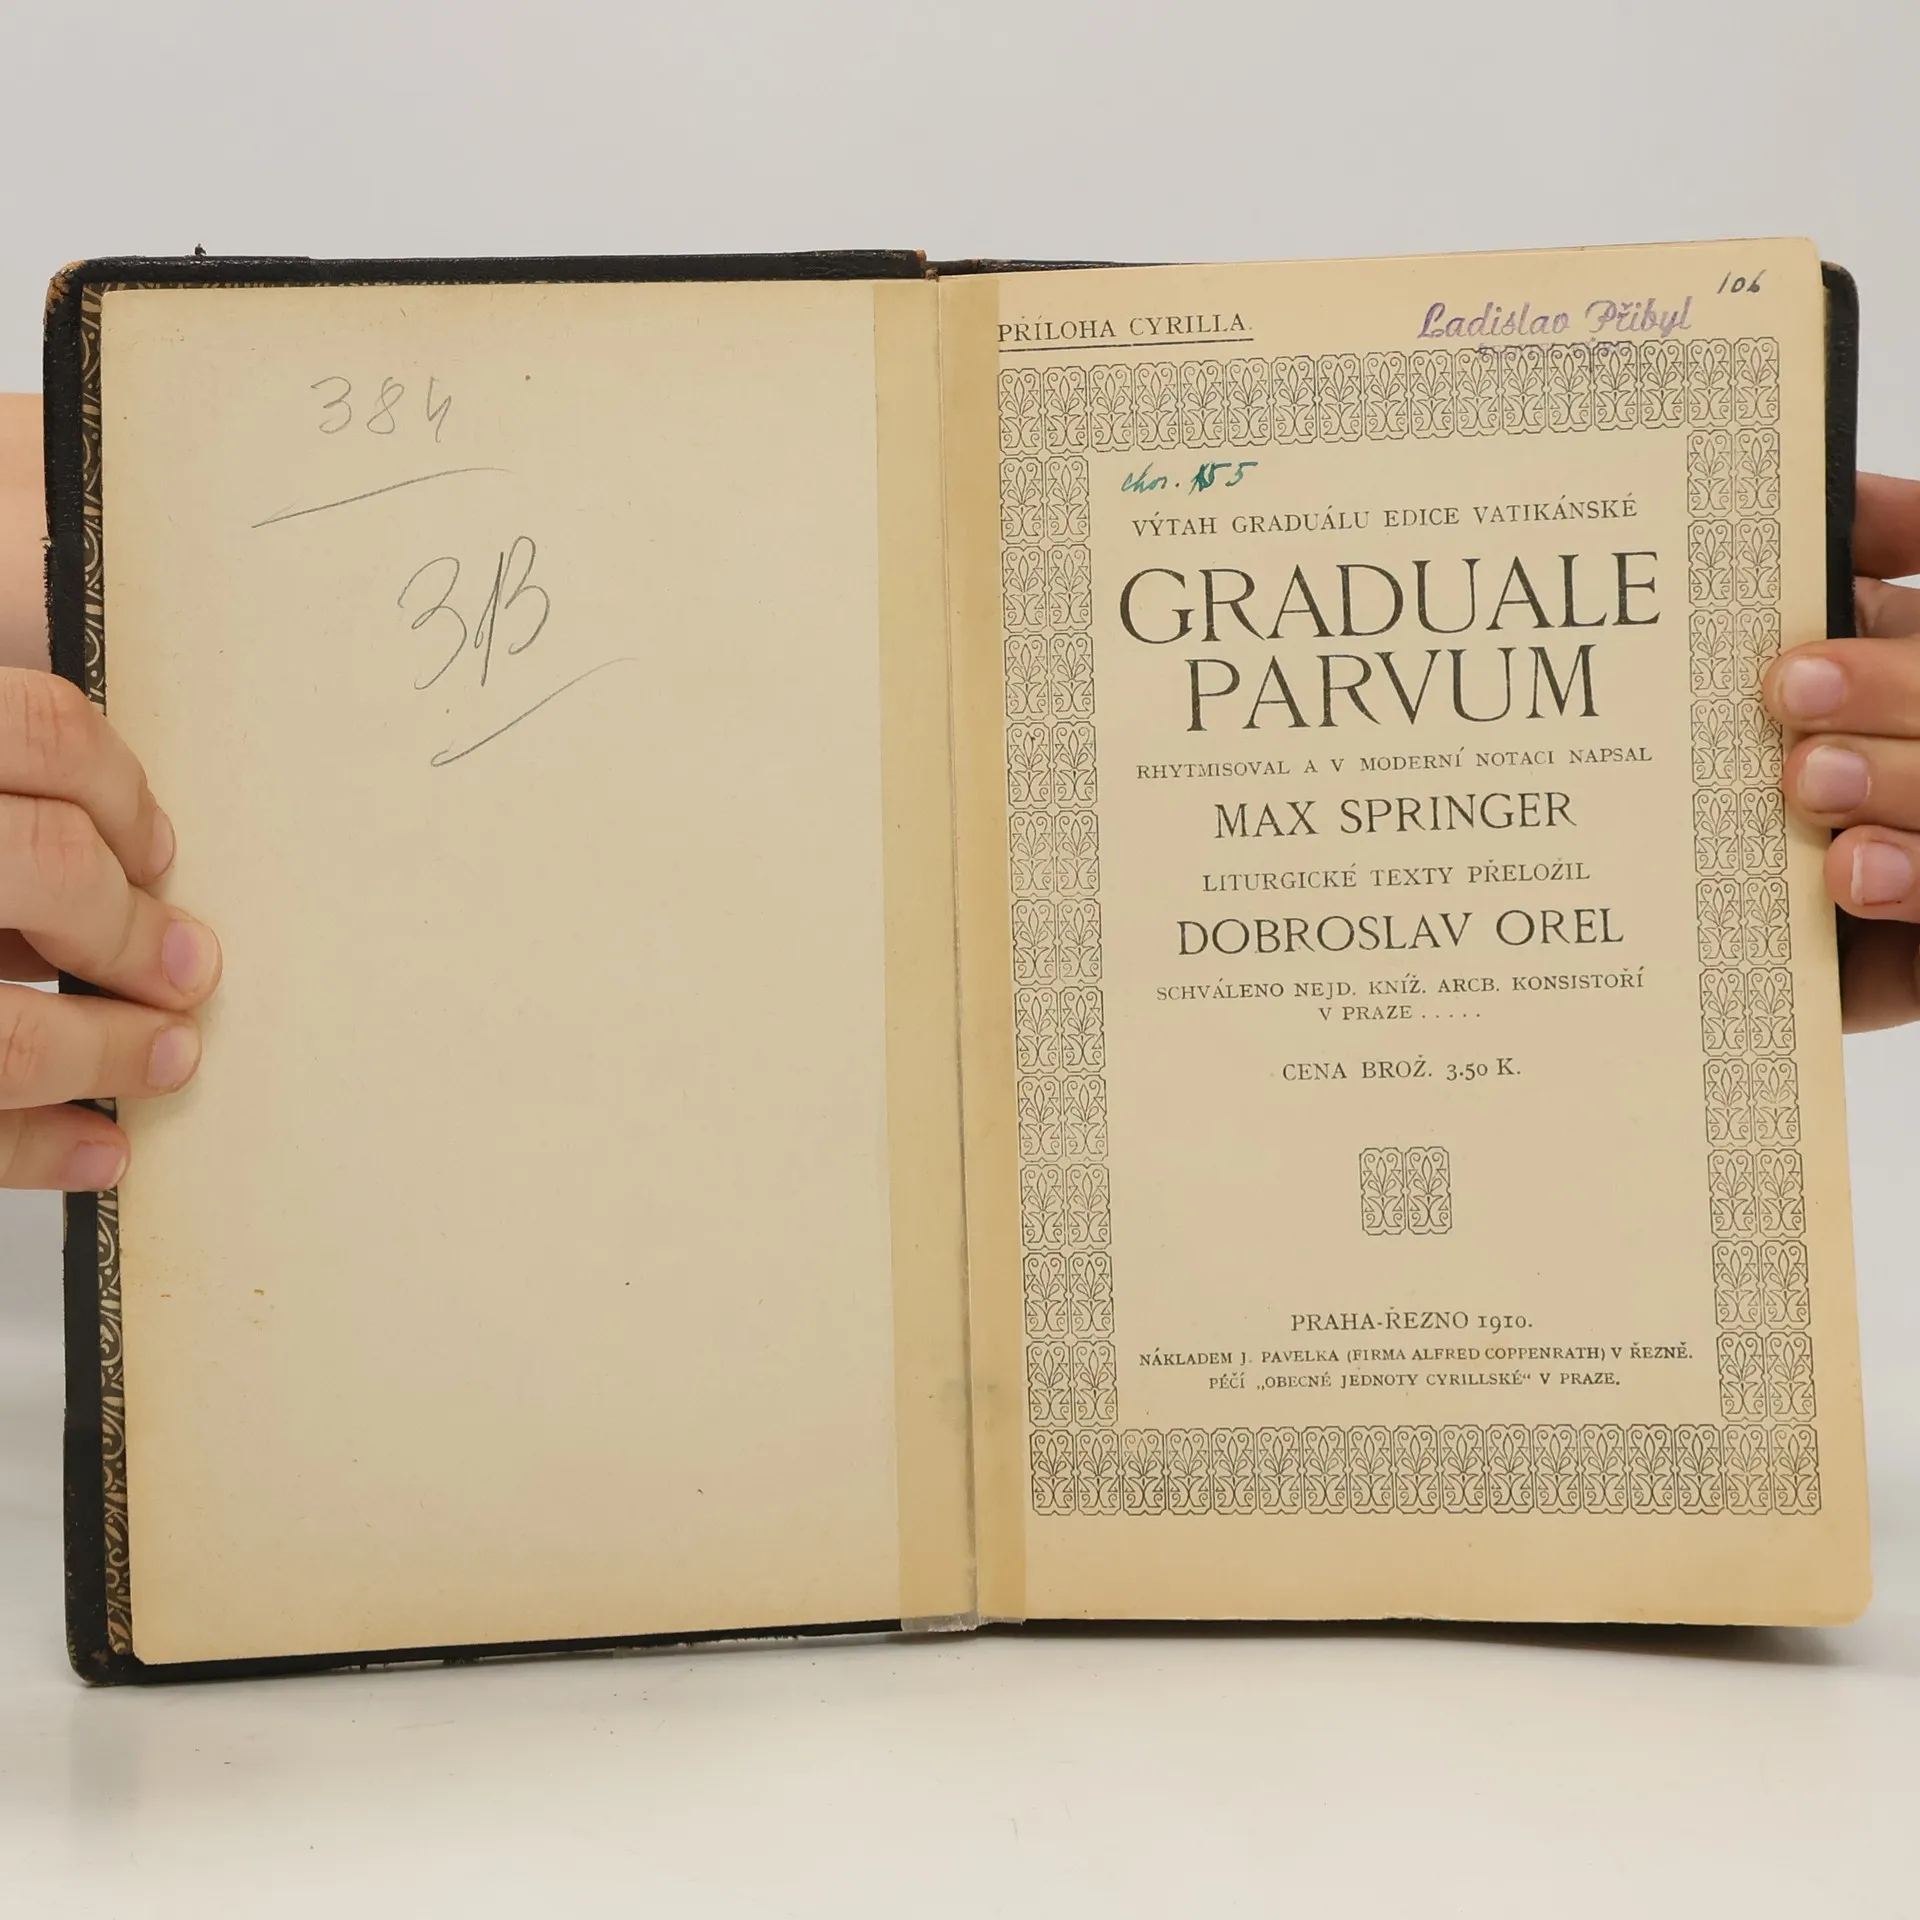 384
3B
106
PŘÍLOHA CYRILLA.
Ladislav Přibyl
chor. 55
VÝTAH GRADUÁLU EDICE VATIKÁNSKÉ
GRADUALE
PARVUM
RHYTMISOVAL A V MODERNÍ NOTACI NAPSAL
MAX SPRINGER
LITURGICKÉ TEXTY PŘELOŽIL
DOBROSLAV OREL
SCHVÁLENO NEJD. KNÍŽ. ARCB. KONSISTOŘÍ
V PRAZE . . . . .
CENA BROŽ. 3.50 K.
PRAHA-ŘEZNO 1910.
NÁKLADEM J. PAVELKA (FIRMA ALFRED COPPENRATH) V ŘEZNĚ.
PÉČÍ „OBECNÉ JEDNOTY CYRILLSKÉ“ V PRAZE.